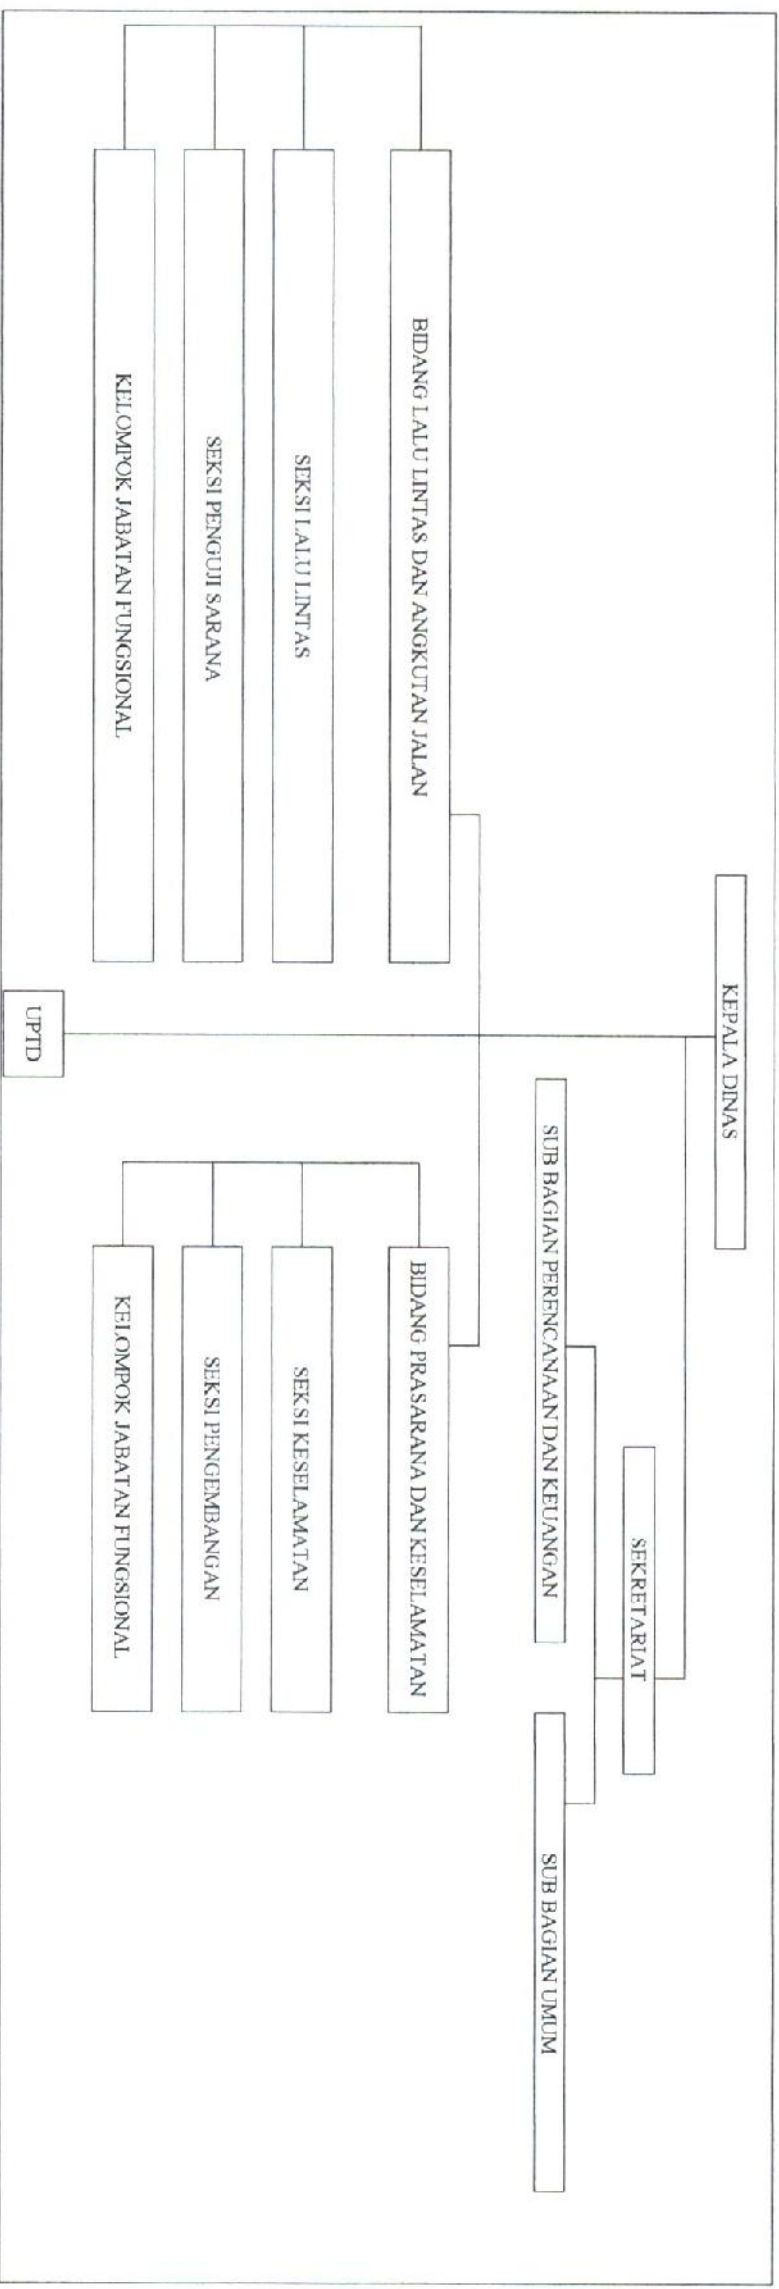 KEPALA DINAS
SEKRETARIAT
SUB BAGIAN PERENCANAAN DAN KEUANGAN
SUB BAGIAN UMUM
BIDANG LALU LINTAS DAN ANGKUTAN JALAN
SEKSI LALU LINTAS
SEKSI PENGUJI SARANA
KELOMPOK JABATAN FUNGSIONAL
BIDANG PRASARANA DAN KESELAMATAN
SEKSI KESELAMATAN
SEKSI PENGEMBANGAN
KELOMPOK JABATAN FUNGSIONAL
UPTD